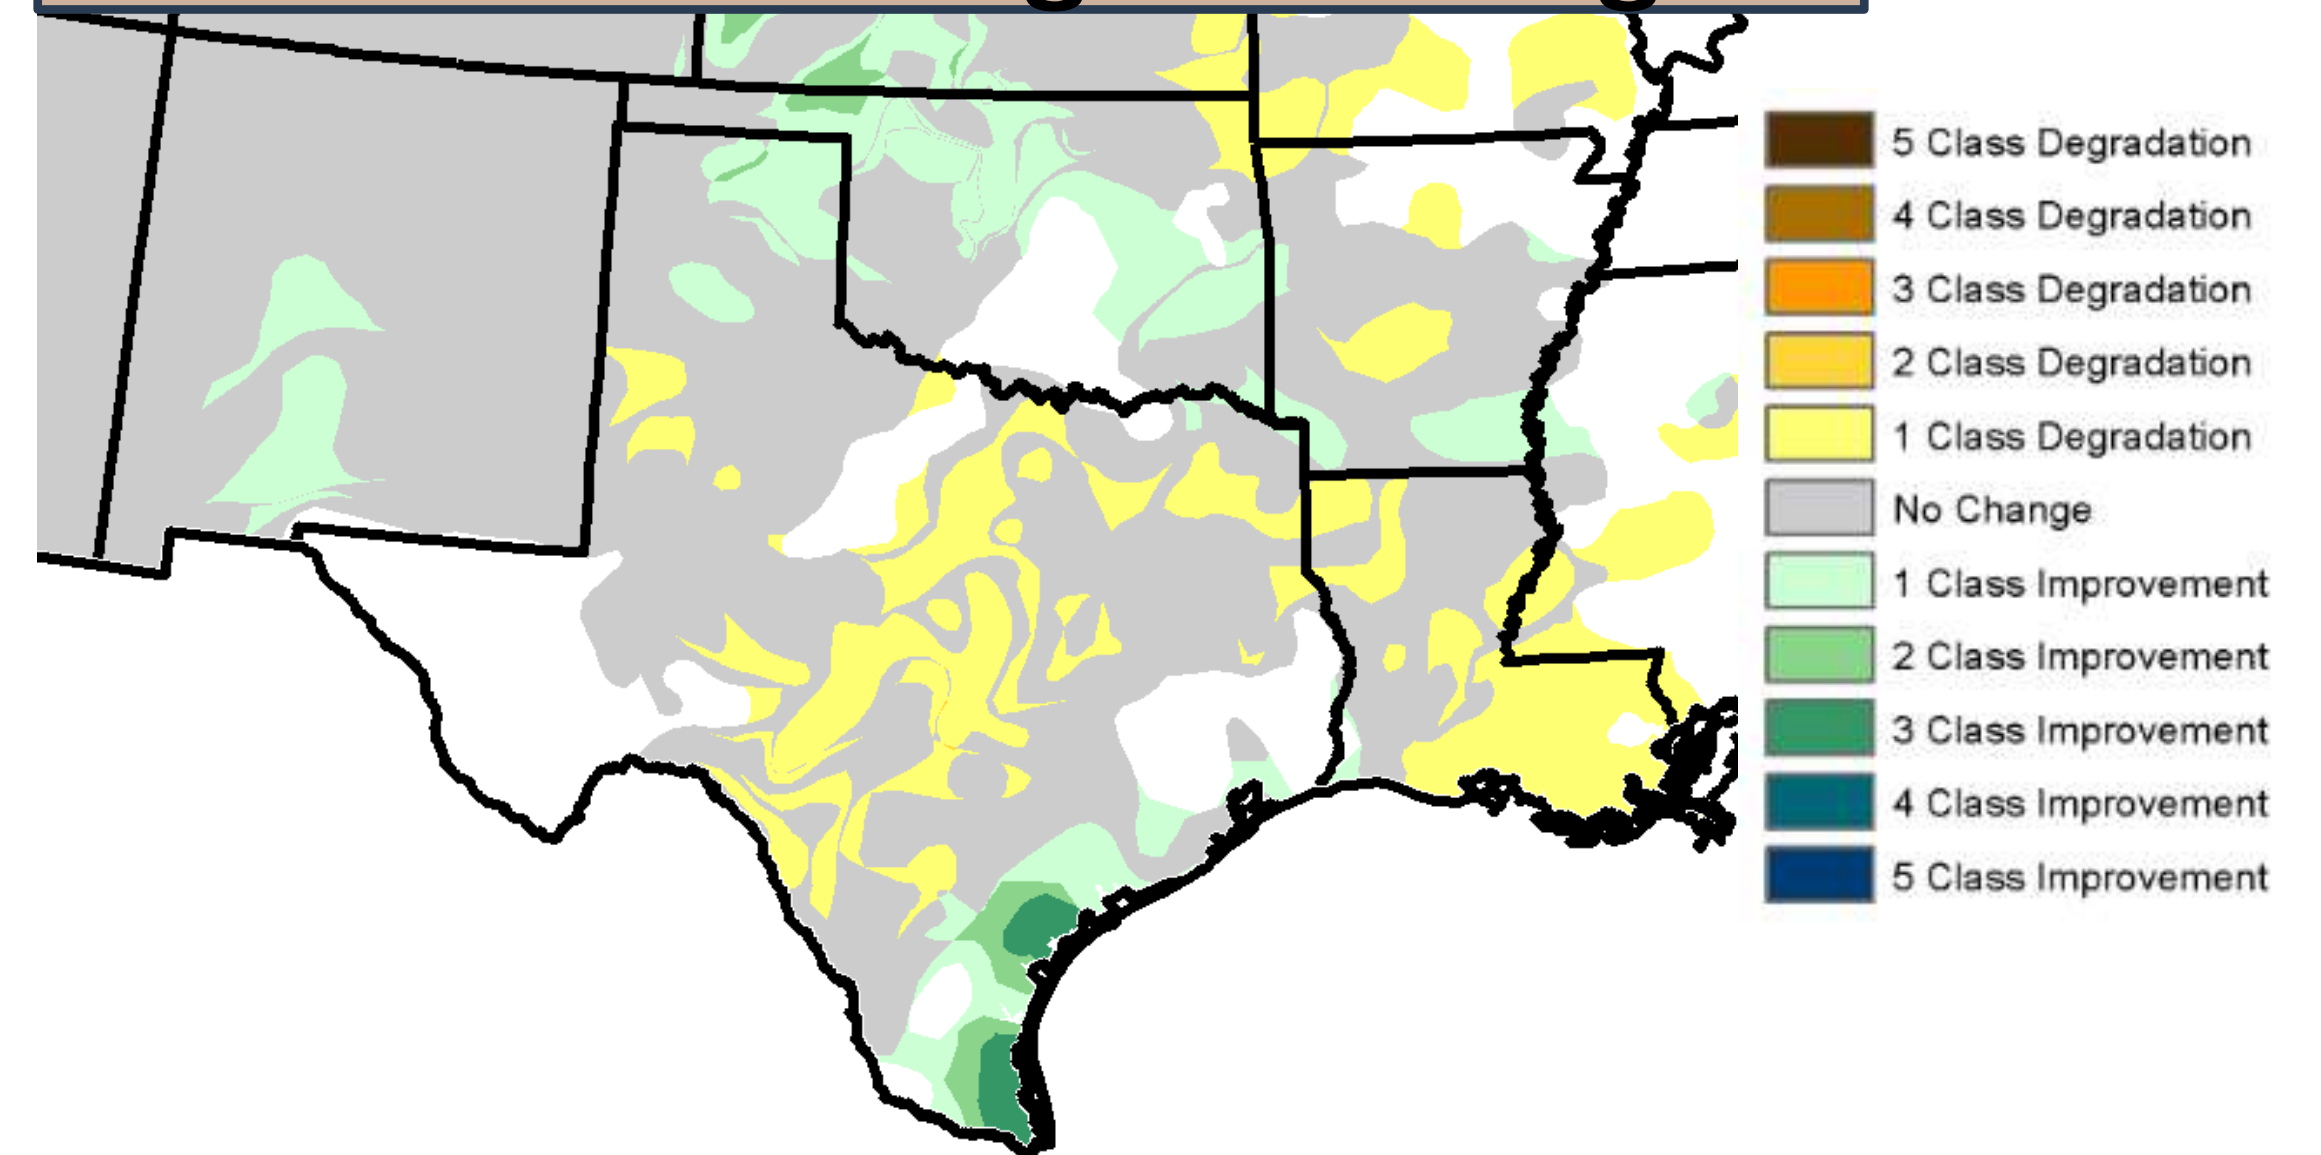 5 Class Degradation
4 Class Degradation
3 Class Degradation
2 Class Degradation
1 Class Degradation
No Change
1 Class Improvement
2 Class Improvement
3 Class Improvement
4 Class Improvement
5 Class Improvement